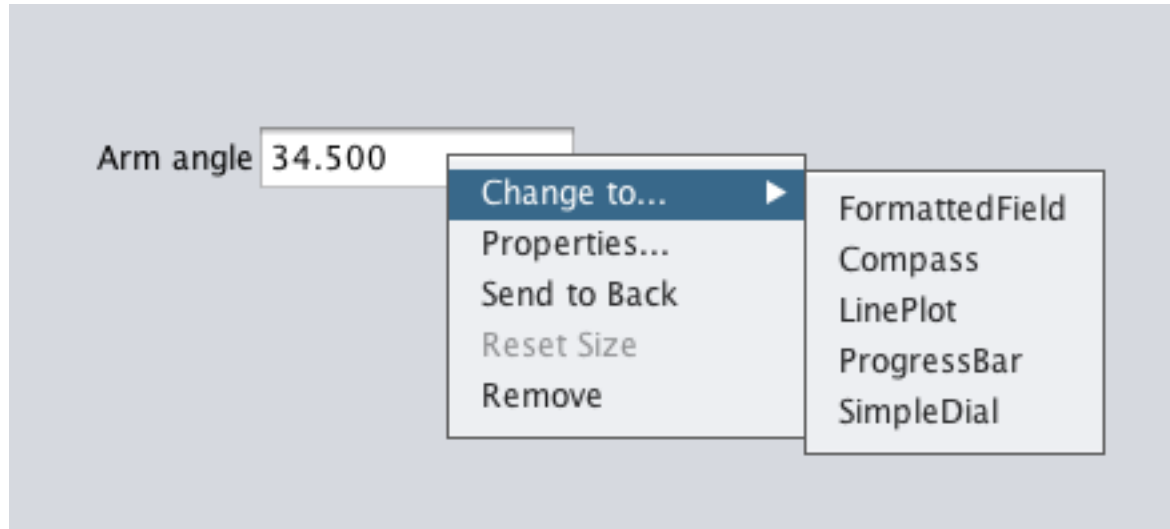 Arm angle 34.500
Change to...
Properties...
Send to Back
Reset Size
Remove
FormattedField
Compass
LinePlot
ProgressBar
SimpleDial